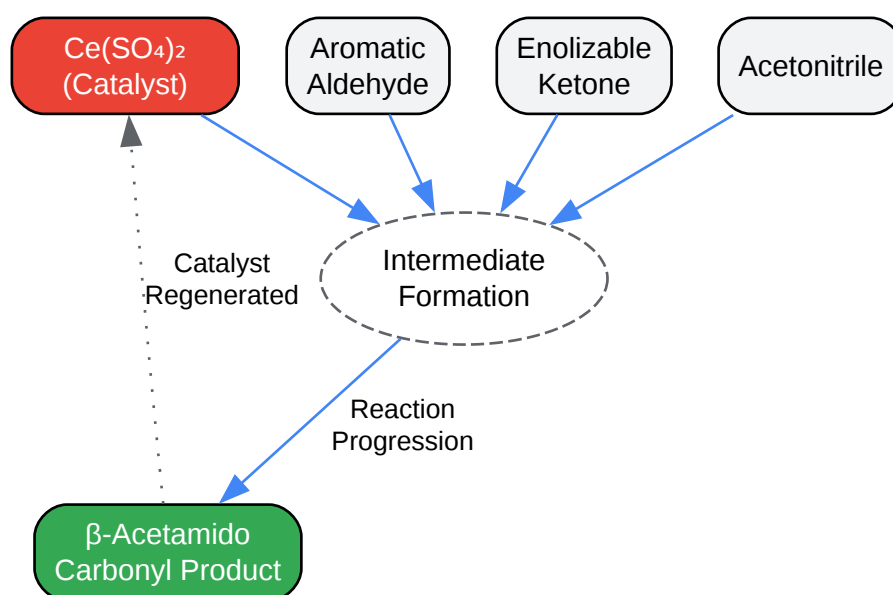 Ce(SO₄)₂
(Catalyst)
Aromatic
Aldehyde
Enolizable
Ketone
Acetonitrile
Intermediate
Formation
Catalyst
Regenerated
Reaction
Progression
β-Acetamido
Carbonyl Product